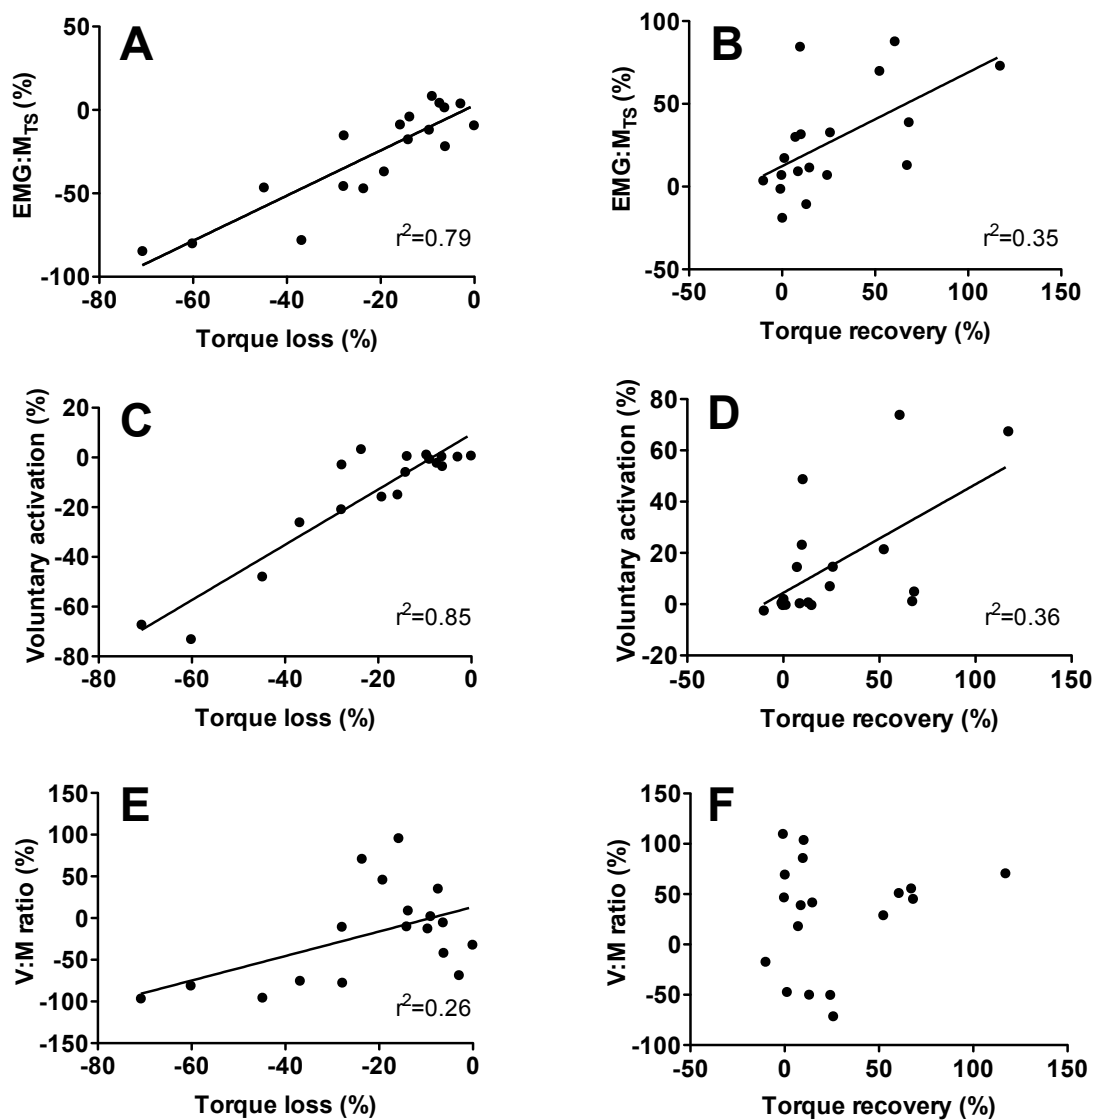 A
EMG:MTS (%)
50
0
-50
-100
-80
-60
-40
-20
0
r2=0.79
Torque loss (%)
B
EMG:MTS (%)
100
50
0
-50
-50
0
50
100
150
r2=0.35
Torque recovery (%)
C
Voluntary activation (%)
20
0
-20
-40
-60
-80
-80
-60
-40
-20
0
r2=0.85
Torque loss (%)
D
Voluntary activation (%)
80
60
40
20
0
-20
-50
0
50
100
150
r2=0.36
Torque recovery (%)
E
V:M ratio (%)
150
100
50
0
-50
-100
-150
-80
-60
-40
-20
0
r2=0.26
Torque loss (%)
F
V:M ratio (%)
150
100
50
0
-50
-100
-50
0
50
100
150
Torque recovery (%)